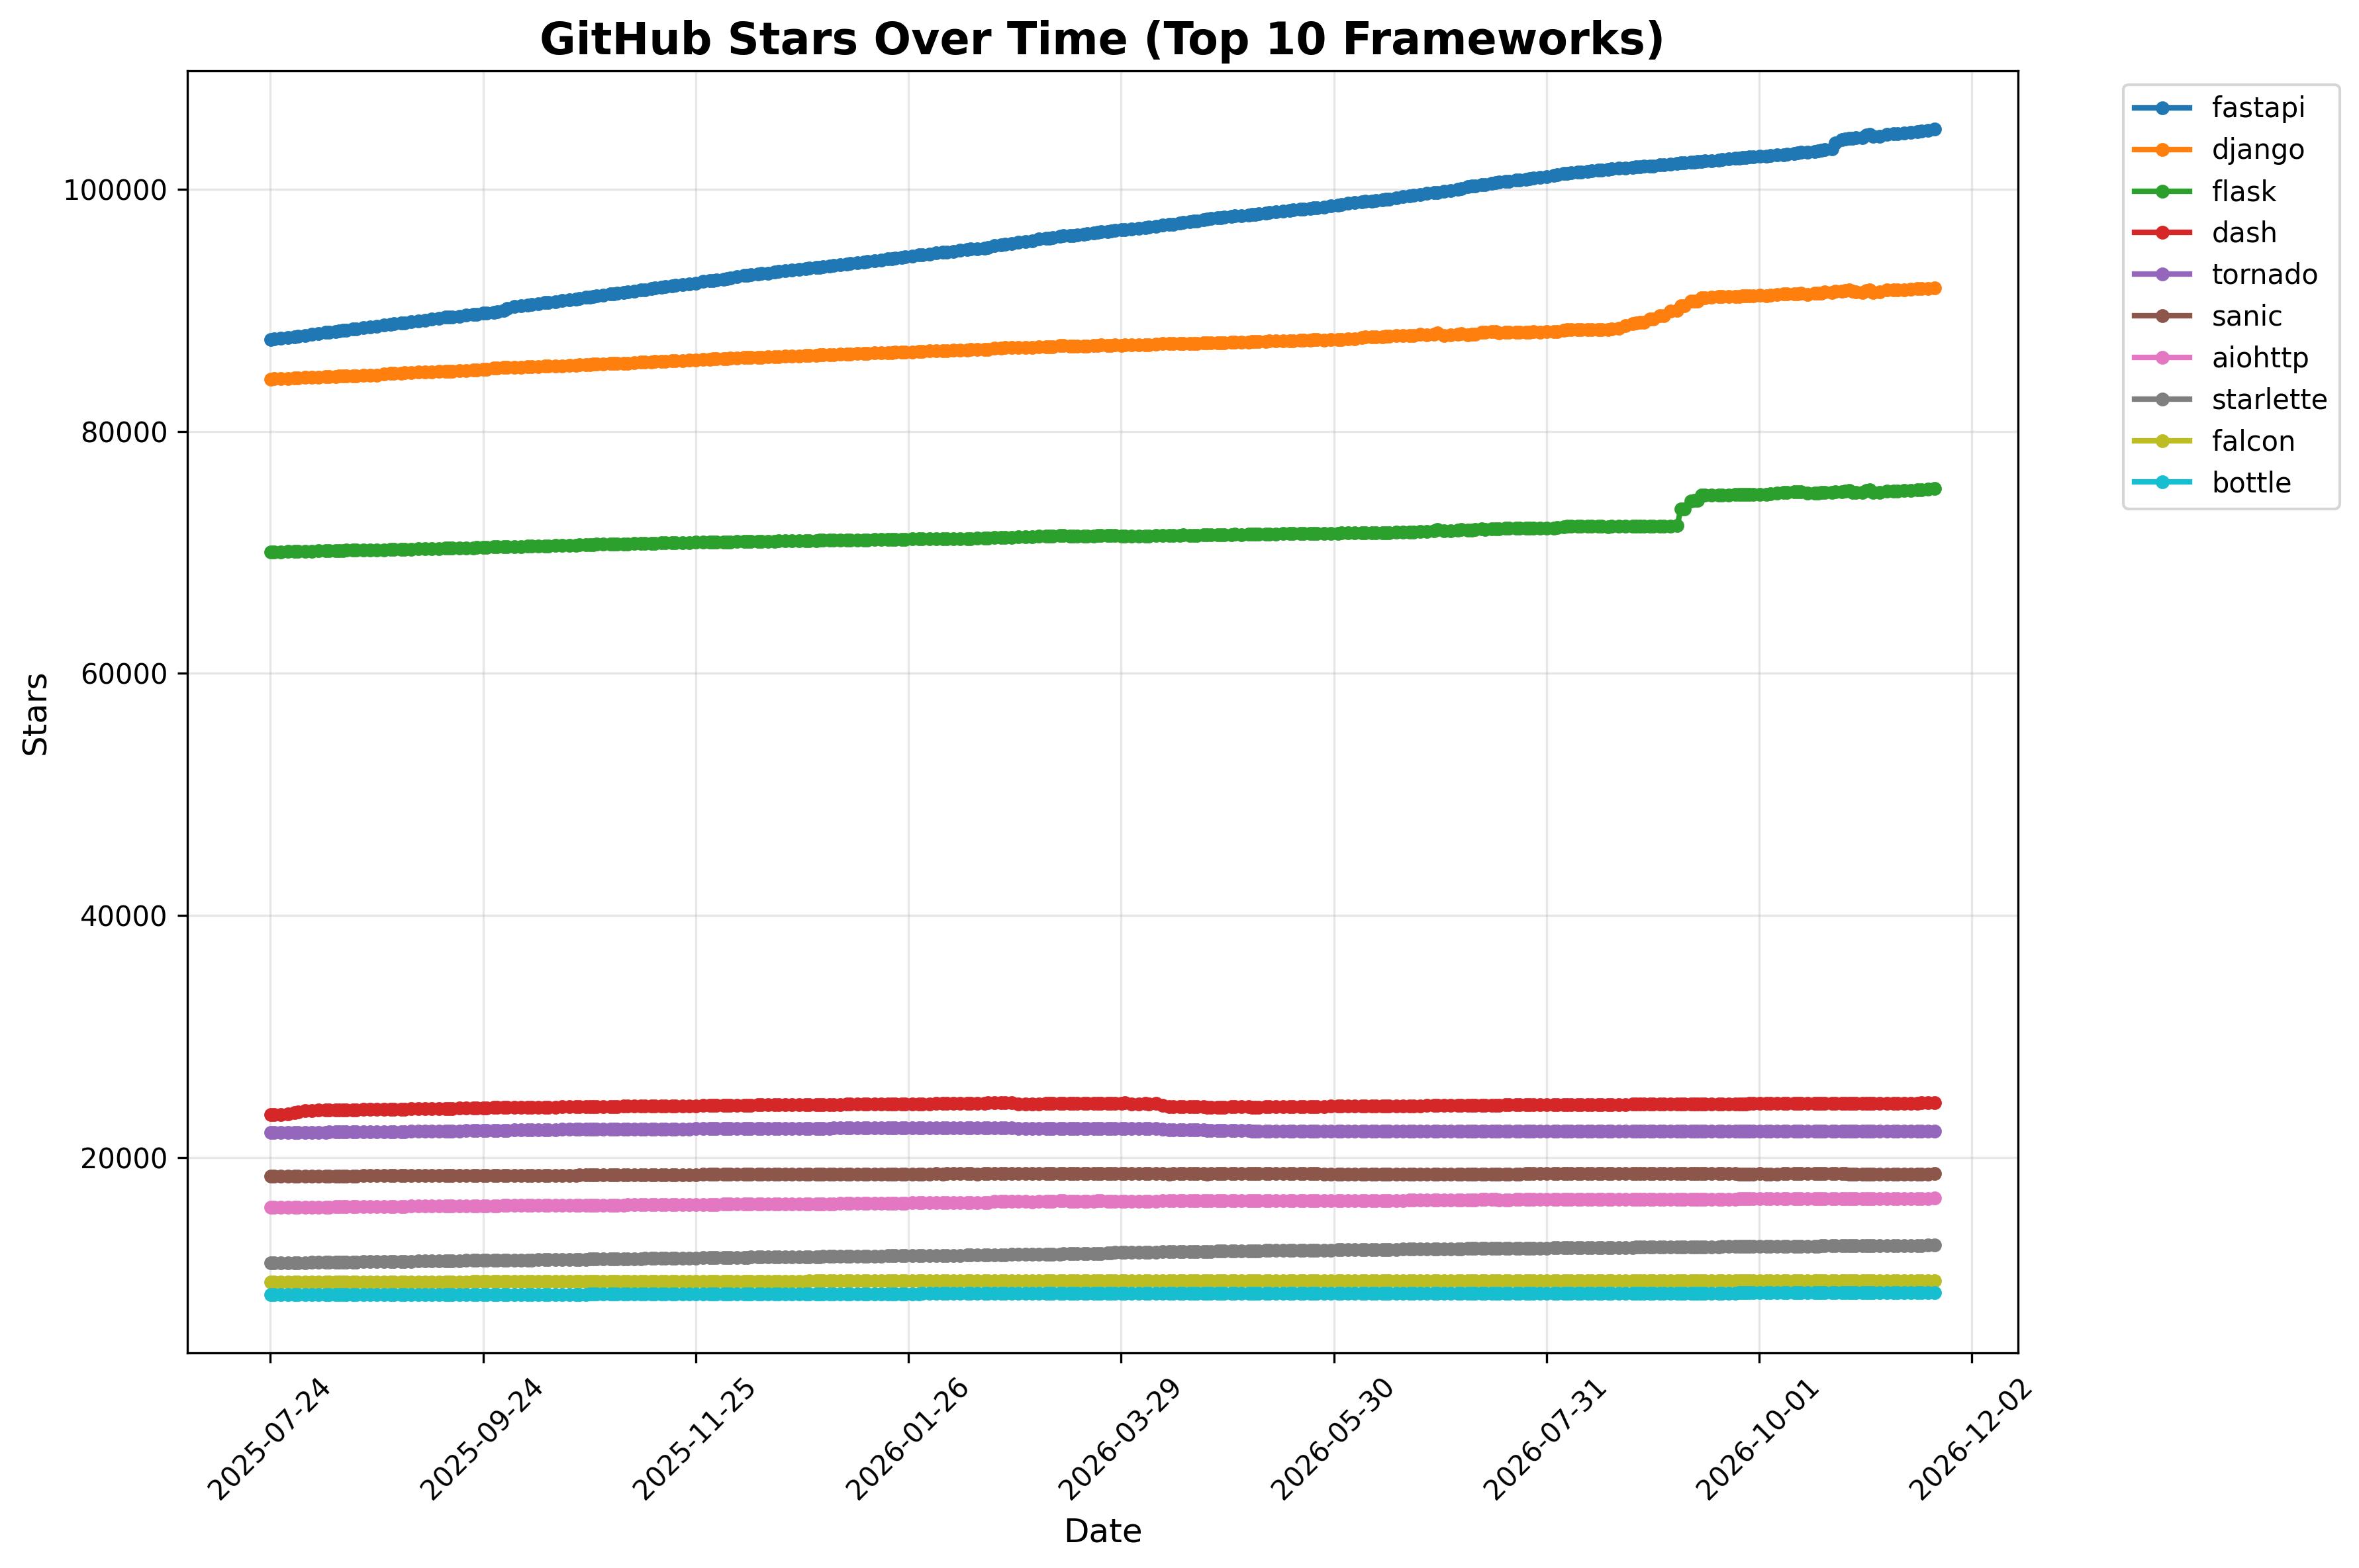 GitHub Stars Over Time (Top 10 Frameworks)
fastapi
django
flask
dash
tornado
sanic
aiohttp
starlette
falcon
bottle
Stars
100000
80000
60000
40000
20000
2025-07-24
2025-09-24
2025-11-25
2026-01-26
2026-03-29
2026-05-30
2026-07-31
2026-10-01
2026-12-02
Date